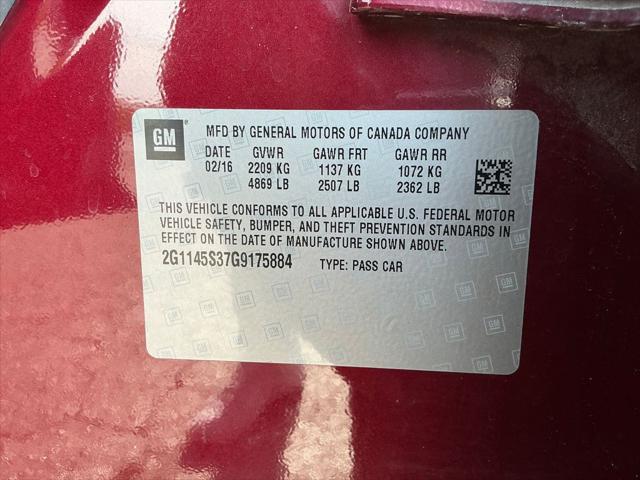 GM
MFD BY GENERAL MOTORS OF CANADA COMPANY
DATE GVWR GAWR FRT GAWR RR
02/16 2209 KG 1137 KG 1072 KG
4869 LB 2507 LB 2362 LB
THIS VEHICLE CONFORMS TO ALL APPLICABLE U.S. FEDERAL MOTOR
VEHICLE SAFETY, BUMPER, AND THEFT PREVENTION STANDARDS IN
EFFECT ON THE DATE OF MANUFACTURE SHOWN ABOVE.
2G1145S37G9175884 TYPE: PASS CAR